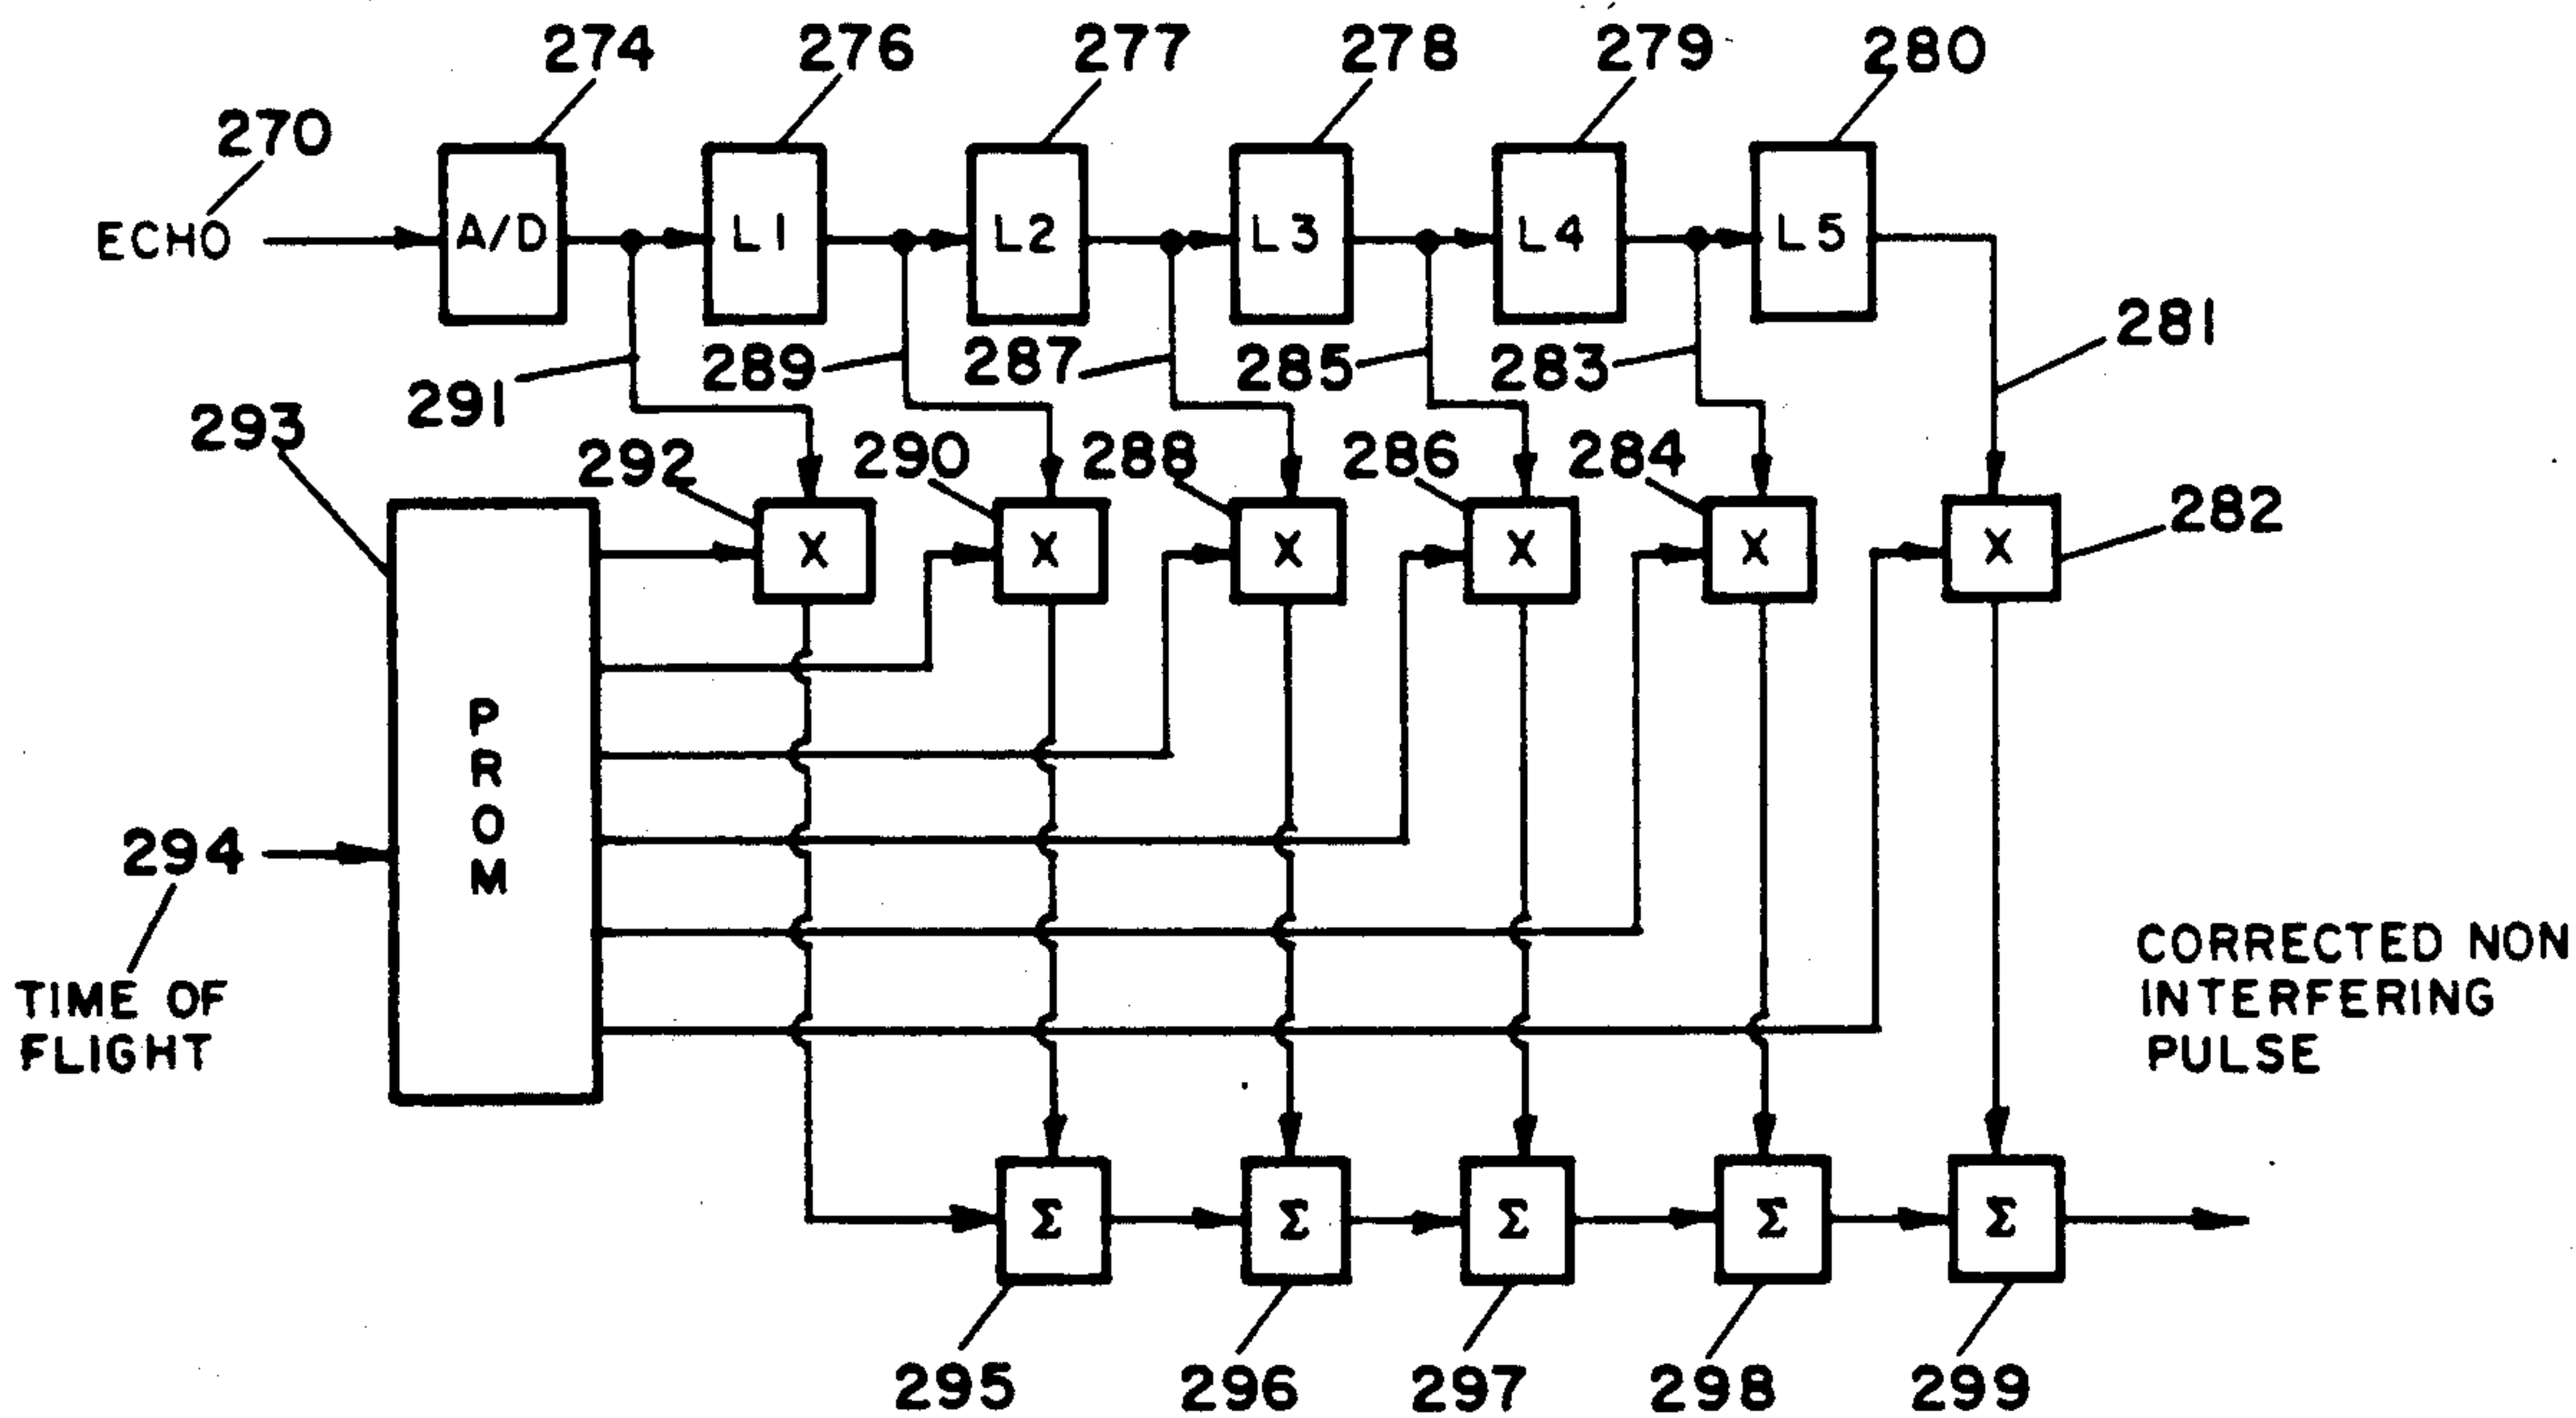 274 276 277 278 279 280
270
ECHO A/D L1 L2 L3 L4 L5
281
291 289 287 285 283
293
292 290 288 286 284 282
X X X X X X
PROM
294
TIME OF
FLIGHT
CORRECTED NON
INTERFERING
PULSE
Σ Σ Σ Σ Σ
295 296 297 298 299